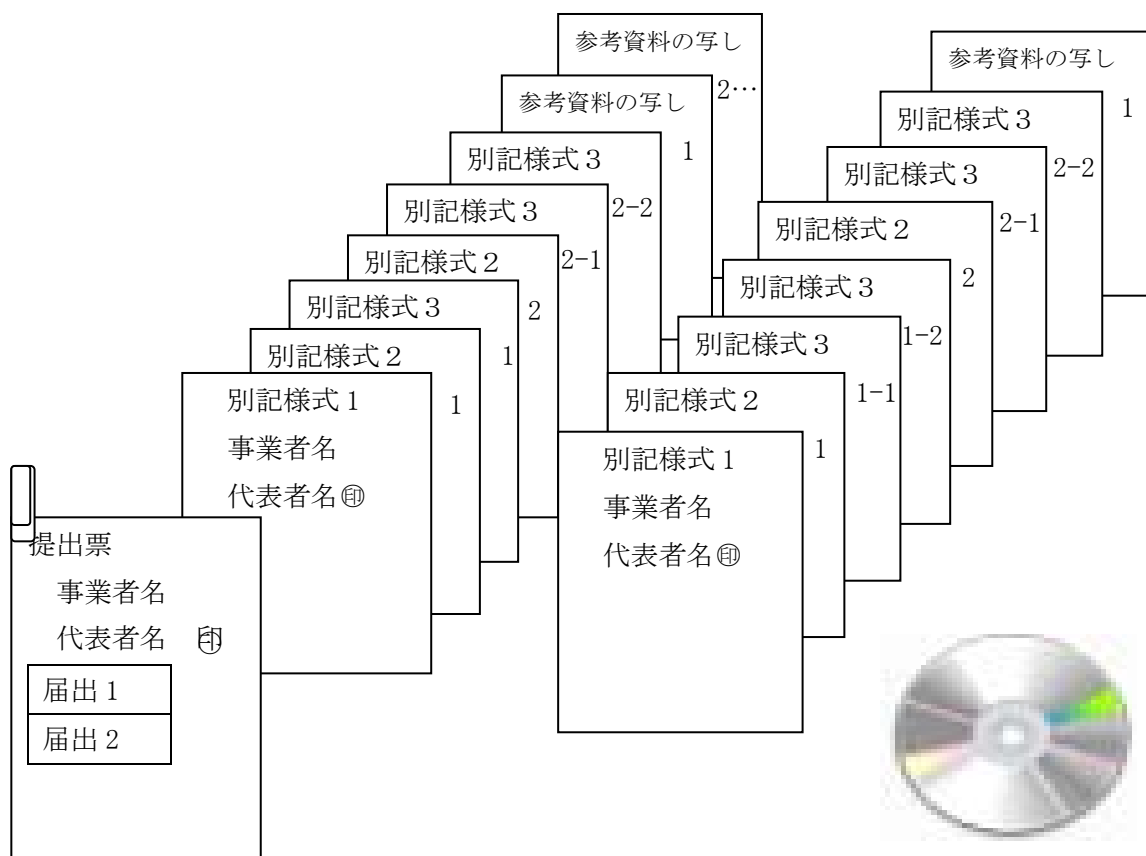 提出票
事業者名
代表者名 ㊞
届出1
届出2
別記様式1
事業者名
代表者名㊞
別記様式2
1
別記様式3
1
別記様式2
2
別記様式3
2-1
別記様式3
2-2
参考資料の写し
1
参考資料の写し
2…
別記様式1
事業者名
代表者名㊞
別記様式2
1
別記様式3
1-1
別記様式3
1-2
別記様式2
2
別記様式3
2-1
別記様式3
2-2
参考資料の写し
1